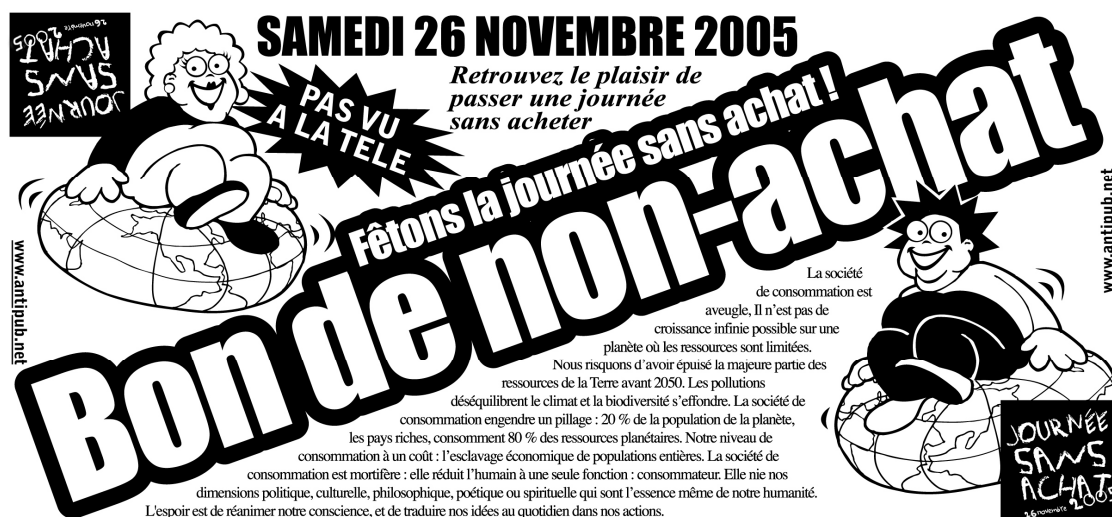 JOURNÉE
SANS
ACHAT
26 novembre 2005
SAMEDI 26 NOVEMBRE 2005
Retrouvez le plaisir de
passer une journée
sans acheter
PAS VU
A LA TELE
Fêtons la journée sans achat !
Bon de non-achat
www.antipub.net
www.antipub.net
La société
de consommation est
aveugle, Il n’est pas de
croissance infinie possible sur une
planète où les ressources sont limitées.
Nous risquons d’avoir épuisé la majeure partie des
ressources de la Terre avant 2050. Les pollutions
déséquilibrent le climat et la biodiversité s’effondre. La société de
consommation engendre un pillage : 20 % de la population de la planète,
les pays riches, consomment 80 % des ressources planétaires. Notre niveau de
consommation à un coût : l’esclavage économique de populations entières. La société de
consommation est mortifère : elle réduit l’humain à une seule fonction : consommateur. Elle nie nos
dimensions politique, culturelle, philosophique, poétique ou spirituelle qui sont l’essence même de notre humanité.
L'espoir est de réanimer notre conscience, et de traduire nos idées au quotidien dans nos actions.
JOURNÉE
SANS
ACHAT
26 novembre 2005